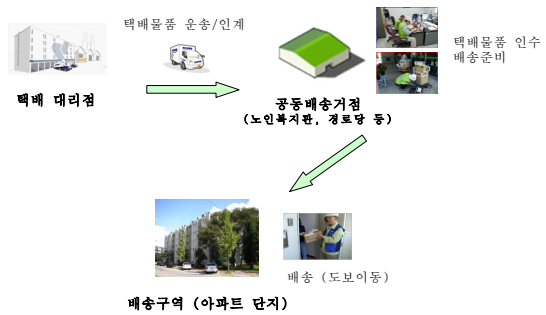 택배물품 운송/인계
택배물품 인수
배송준비
택배 대리점
공동배송거점
(노인복지관, 경로당 등)
배송 (도보이동)
배송구역 (아파트 단지)